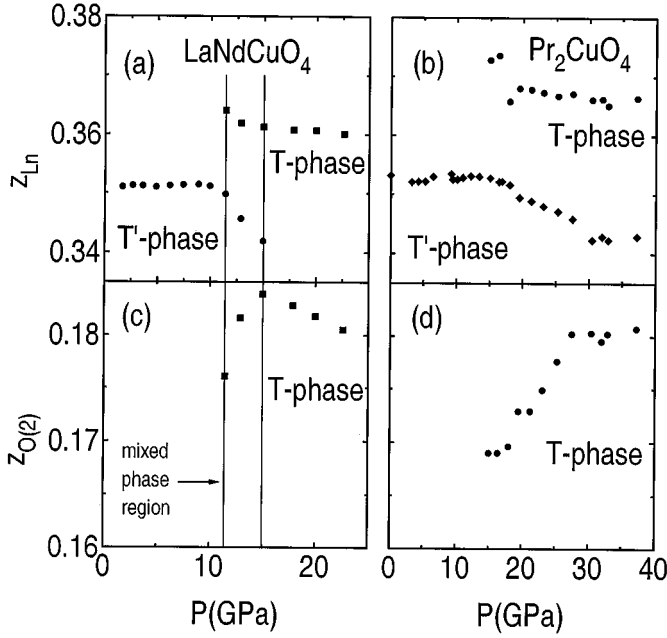 0.38
(a)
LaNdCuO4
(b)
Pr2CuO4
0.36
zLn
T-phase
T-phase
T'-phase
T'-phase
0.34
(c)
(d)
0.18
T-phase
zO(2)
0.17
mixed
phase
region
T-phase
0.16
0
10
20
0
10
20
30
40
P(GPa)
P(GPa)